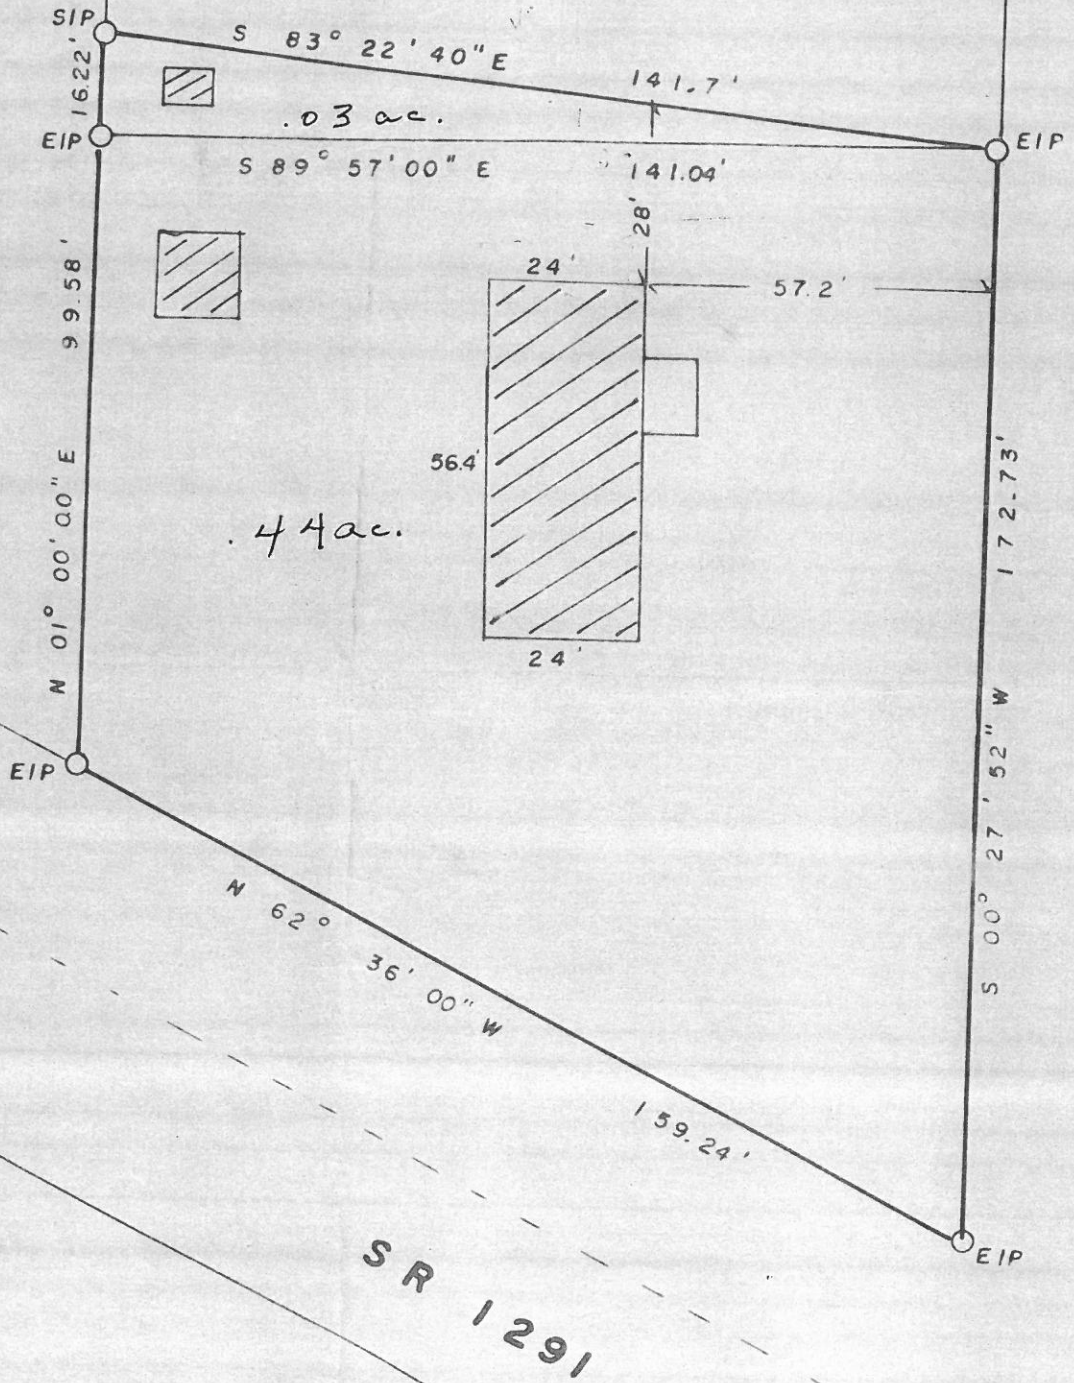 SIP
S 83° 22' 40" E
141.7'
16.22'
.03 ac.
EIP
EIP
S 89° 57' 00" E
141.04'
28'
99.58'
24'
57.2'
56.4'
172.73'
N 01° 00' 00" E
.44 ac.
24'
S 00° 27' 52" W
EIP
N 62° 36' 00" W
159.24'
EIP
SR 1291